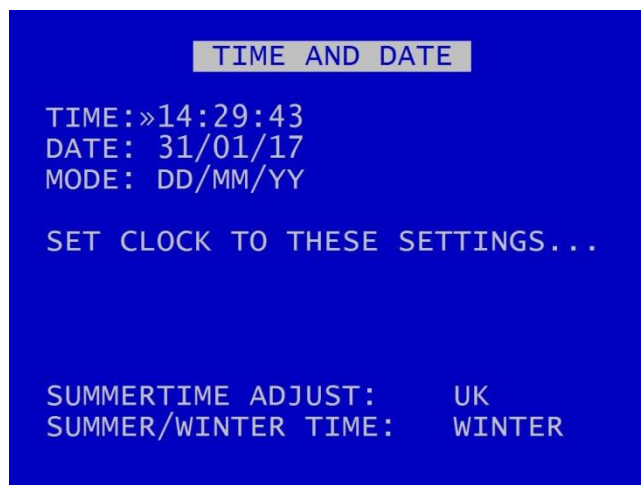 TIME AND DATE
TIME:»14:29:43
DATE: 31/01/17
MODE: DD/MM/YY
SET CLOCK TO THESE SETTINGS...
SUMMERTIME ADJUST: UK
SUMMER/WINTER TIME: WINTER